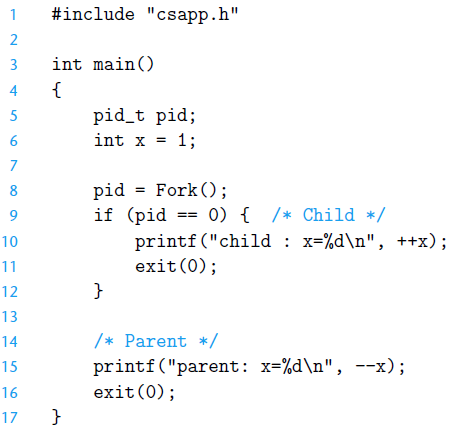 1 #include "csapp.h"
2
3 int main()
4 {
5     pid_t pid;
6     int x = 1;
7
8     pid = Fork();
9     if (pid == 0) {  /* Child */
10         printf("child : x=%d\n", ++x);
11         exit(0);
12     }
13
14     /* Parent */
15     printf("parent: x=%d\n", --x);
16     exit(0);
17 }